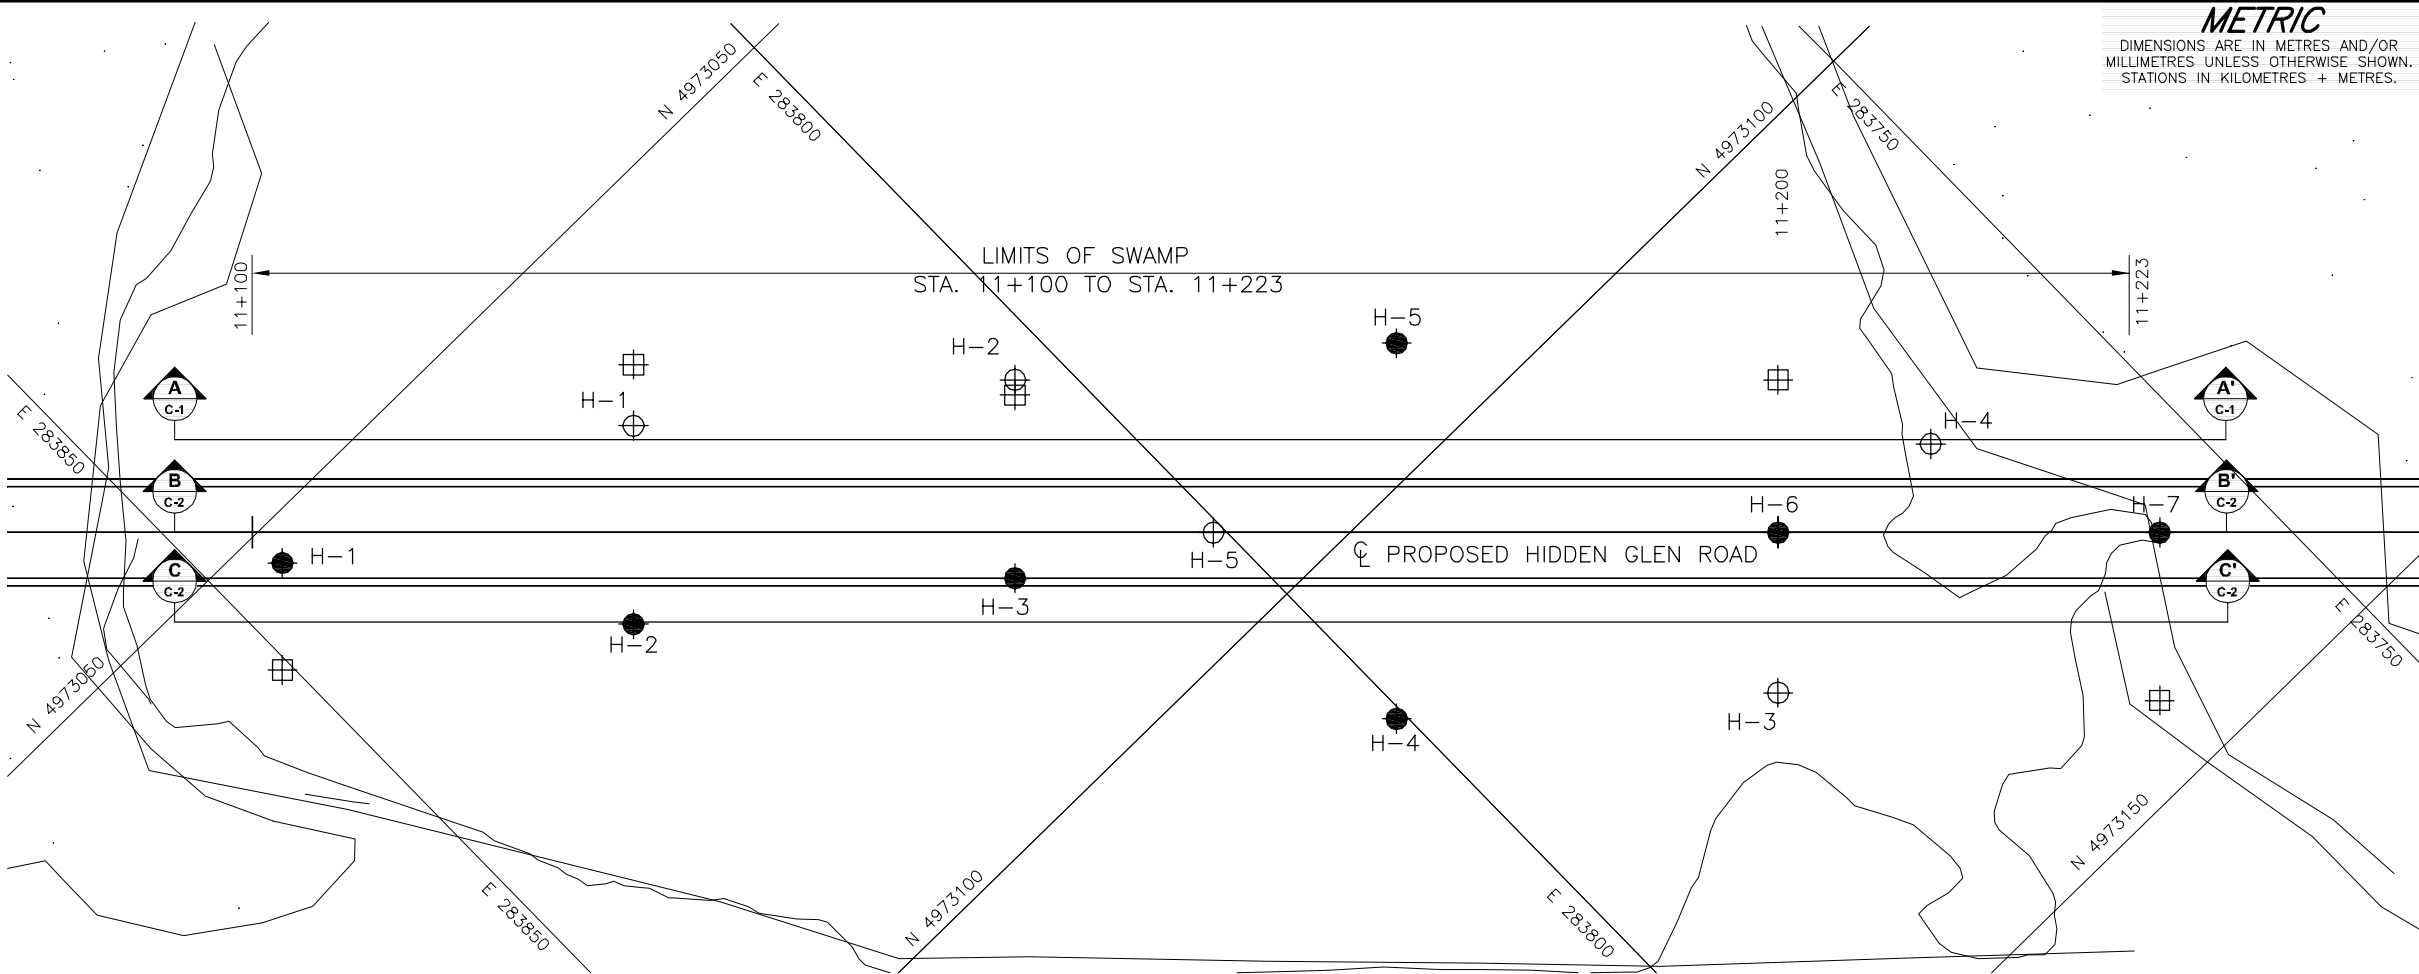 METRIC
DIMENSIONS ARE IN METRES AND/OR
MILLIMETRES UNLESS OTHERWISE SHOWN.
STATIONS IN KILOMETRES + METRES.
N 4973050
E 283800
N 4973100
E 283750
11+200
LIMITS OF SWAMP
STA. 11+100 TO STA. 11+223
11+100
11+223
H-5
H-2
H-1
H-4
A
C-1
A'
C-1
E 283850
B
C-2
B'
C-2
H-6
H-7
H-1
H-5
℄ PROPOSED HIDDEN GLEN ROAD
C
C-2
C'
C-2
H-3
H-2
E 283750
N 4973050
H-3
H-4
N 4973150
E 283850
N 4973100
E 283800